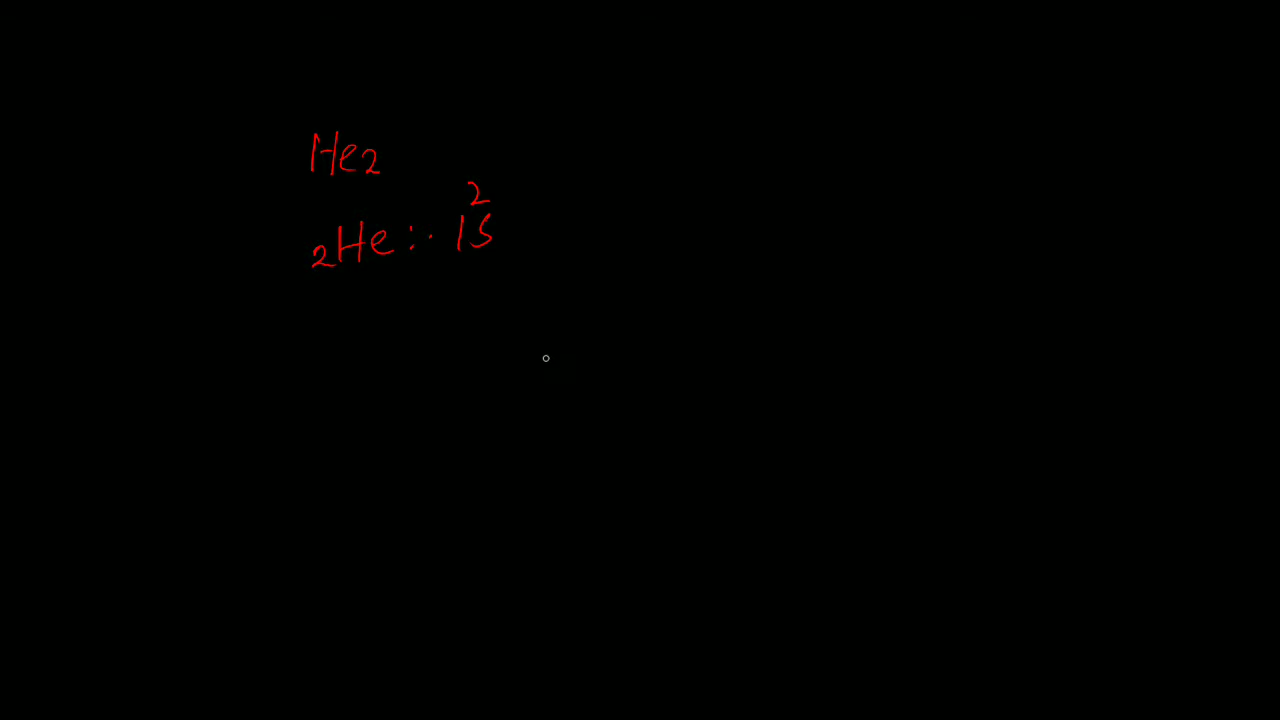 He₂
₂He :· 1s²